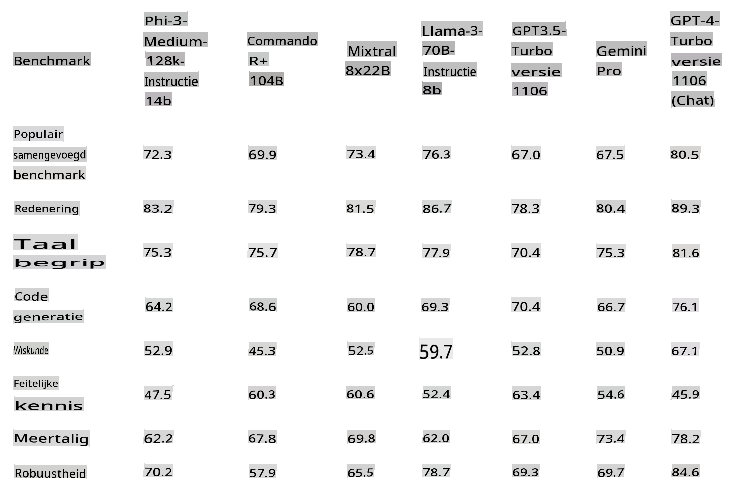 Benchmark Phi-3-Medium-128k-Instructie 14b Commando R+ 104B Mixtral 8x22B Llama-3-70B-Instructie 8b GPT3.5-Turbo versie 1106 Gemini Pro GPT-4-Turbo versie 1106 (Chat)
Populair samengevoegd benchmark 72.3 69.9 73.4 76.3 67.0 67.5 80.5
Redenering 83.2 79.3 81.5 86.7 78.3 80.4 89.3
Taal begrip 75.3 75.7 78.7 77.9 70.4 75.3 81.6
Code generatie 64.2 68.6 60.0 69.3 70.4 66.7 76.1
Wiskunde 52.9 45.3 52.5 59.7 52.8 50.9 67.1
Feitelijke kennis 47.5 60.3 60.6 52.4 63.4 54.6 45.9
Meertalig 62.2 67.8 69.8 62.0 67.0 73.4 78.2
Robuustheid 70.2 57.9 65.5 78.7 69.3 69.7 84.6